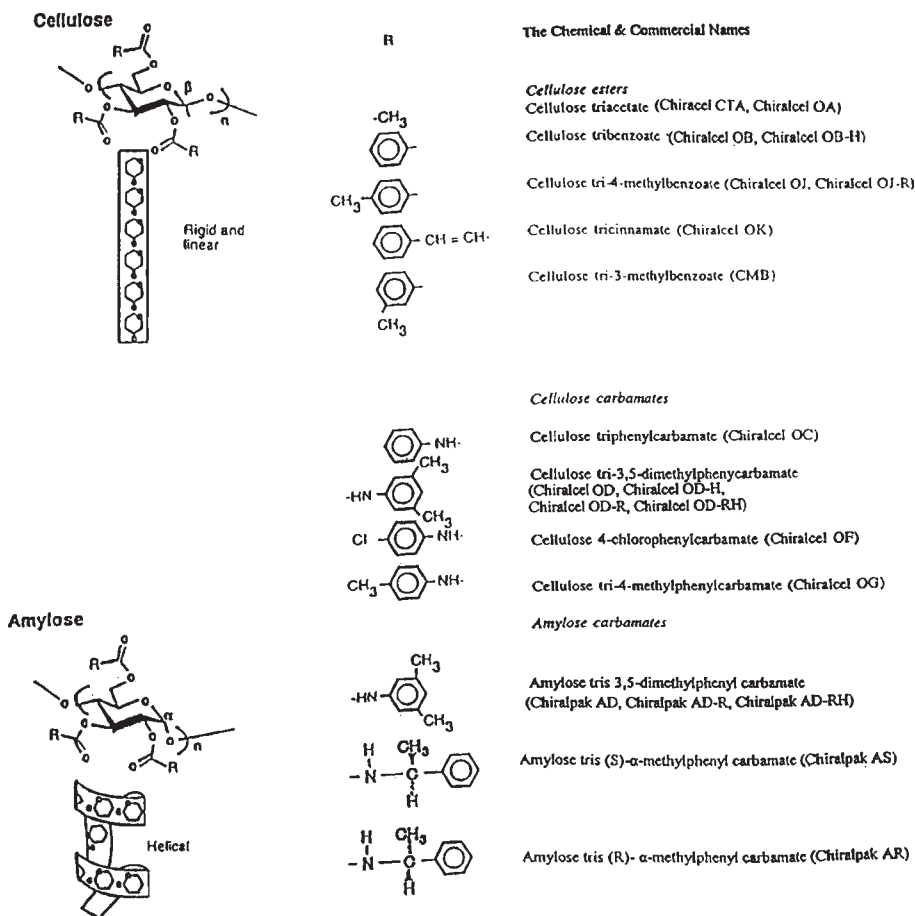 Cellulose
R
The Chemical & Commercial Names
Cellulose esters
-CH3
Cellulose triacetate (Chiracel CTA, Chiralcel OA)
Cellulose tribenzoate (Chiralcel OB, Chiralcel OB-H)
CH3
Cellulose tri-4-methylbenzoate (Chiralcel OJ, Chiralcel OJ-R)
CH = CH-
Cellulose tricinnamate (Chiralcel OK)
CH3
Cellulose tri-3-methylbenzoate (CMB)
O
R
O
O
O
β
O
n
O
R
O
O
O
R
Rigid and
linear
Cellulose carbamates
NH-
Cellulose triphenylcarbamate (Chiralcel OC)
CH3
-HN
CH3
Cellulose tri-3,5-dimethylphenycarbamate
(Chiralcel OD, Chiralcel OD-H,
Chiralcel OD-R, Chiralcel OD-RH)
Cl
NH-
Cellulose 4-chlorophenylcarbamate (Chiralcel OF)
CH3
NH-
Cellulose tri-4-methylphenylcarbamate (Chiralcel OG)
Amylose
Amylose carbamates
O
R
O
O
O
α
O
n
R
O
O
O
O
R
Helical
CH3
-HN
CH3
Amylose tris 3,5-dimethylphenyl carbamate
(Chiralpak AD, Chiralpak AD-R, Chiralpak AD-RH)
H
CH3
-N
C
H
Amylose tris (S)-α-methylphenyl carbamate (Chiralpak AS)
H
CH3
-N
C
H
Amylose tris (R)- α-methylphenyl carbamate (Chiralpak AR)